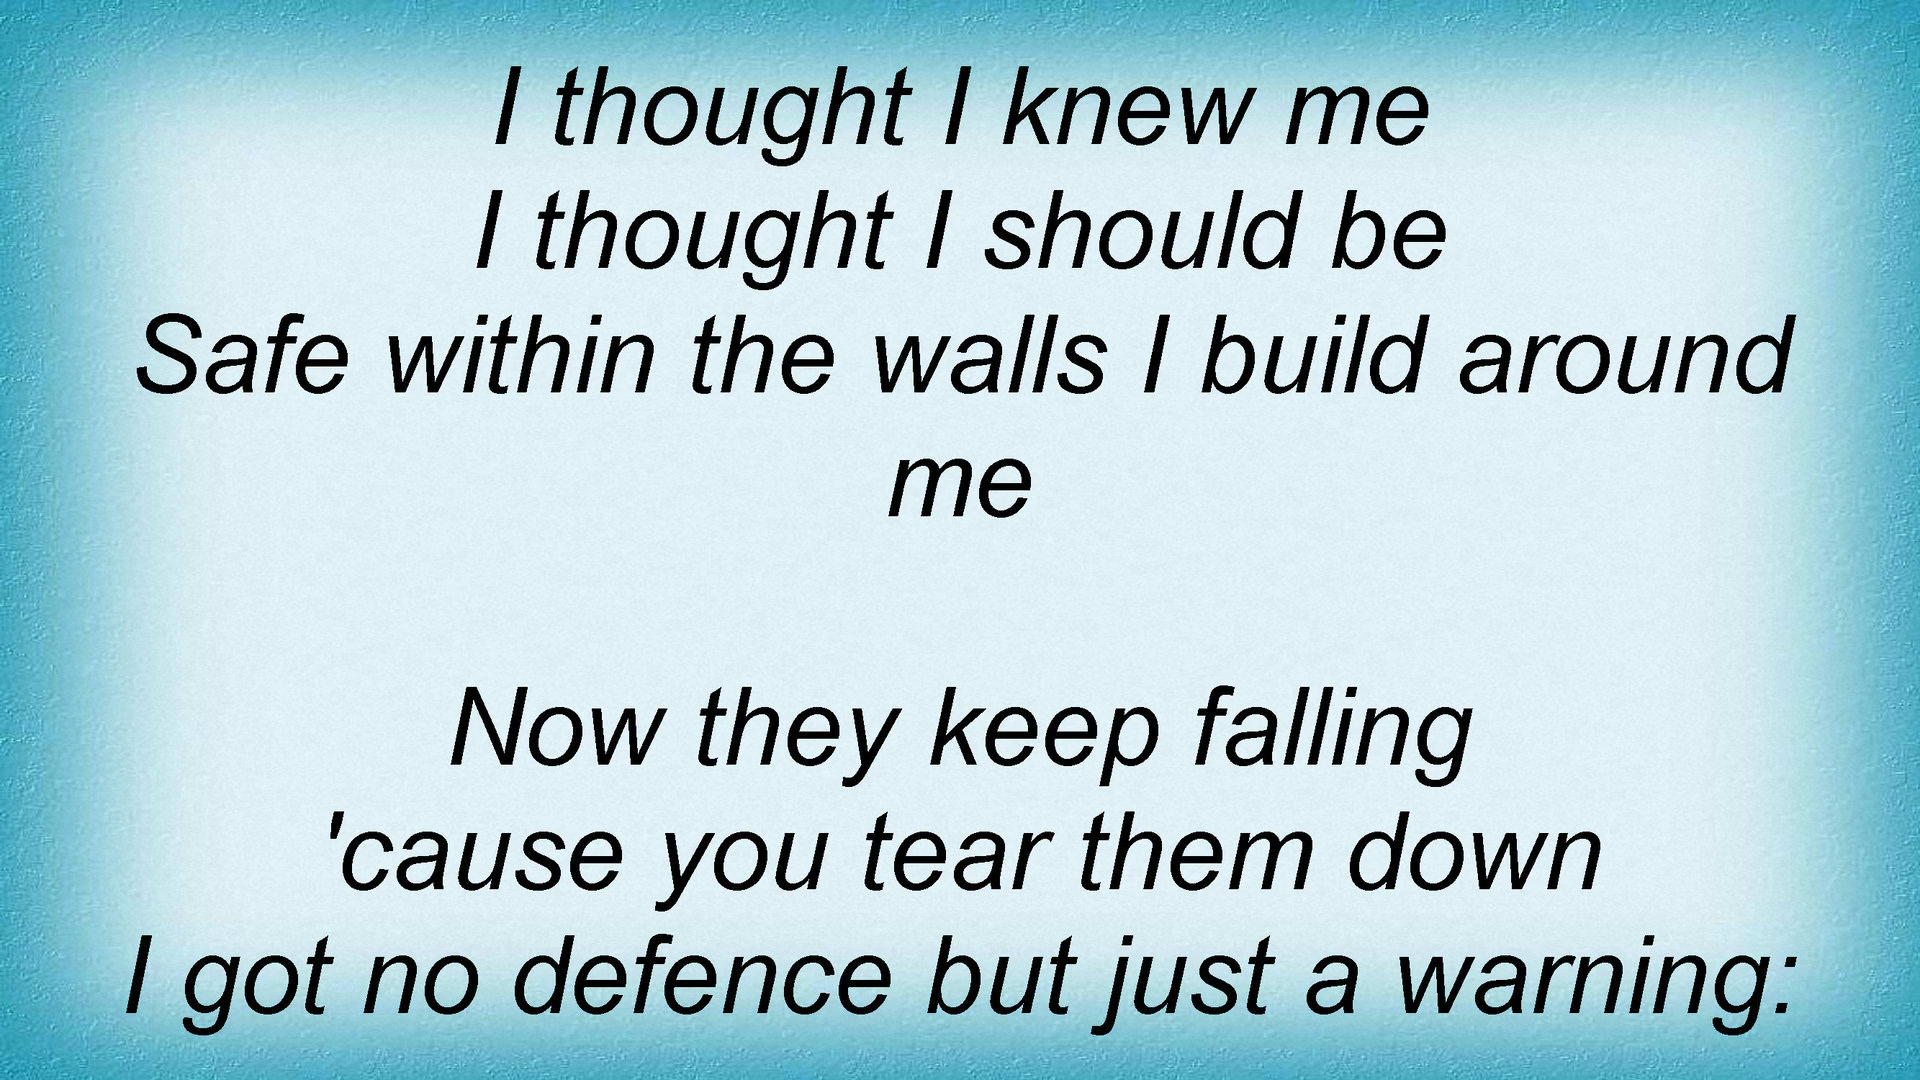 I thought I knew me
I thought I should be
Safe within the walls I build around
me
Now they keep falling
'cause you tear them down
I got no defence but just a warning: